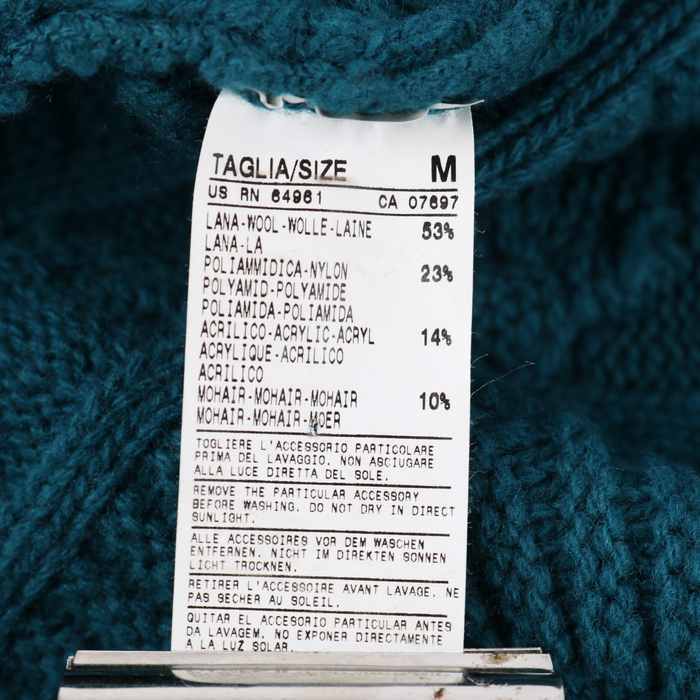 TAGLIA/SIZE M
US RN 64961 CA 07697
LANA-WOOL-WOLLE-LAINE 53%
LANA-LA
POLIAMMIDICA-NYLON 23%
POLYAMID-POLYAMIDE
POLIAMIDA-POLIAMIDA
ACRILICO-ACRYLIC-ACRYL 14%
ACRYLIQUE-ACRÍLICO
ACRÍLICO
MOHAIR-MOHAIR-MOHAIR 10%
MOHAIR-MOHAIR-MOER
TOGLIERE L'ACCESSORIO PARTICOLARE
PRIMA DEL LAVAGGIO. NON ASCIUGARE
ALLA LUCE DIRETTA DEL SOLE.
REMOVE THE PARTICULAR ACCESSORY
BEFORE WASHING. DO NOT DRY IN DIRECT
SUNLIGHT.
ALLE ACCESSOIRES VOR DEM WASCHEN
ENTFERNEN. NICHT IM DIREKTEN SONNEN
LICHT TROCKNEN.
RETIRER L'ACCESSOIRE AVANT LAVAGE. NE
PAS SECHER AU SOLEIL.
QUITAR EL ACCESORIO PARTICULAR ANTES
DA LAVAGEM. NO EXPONER DIRECTAMENTE
A LA LUZ SOLAR.